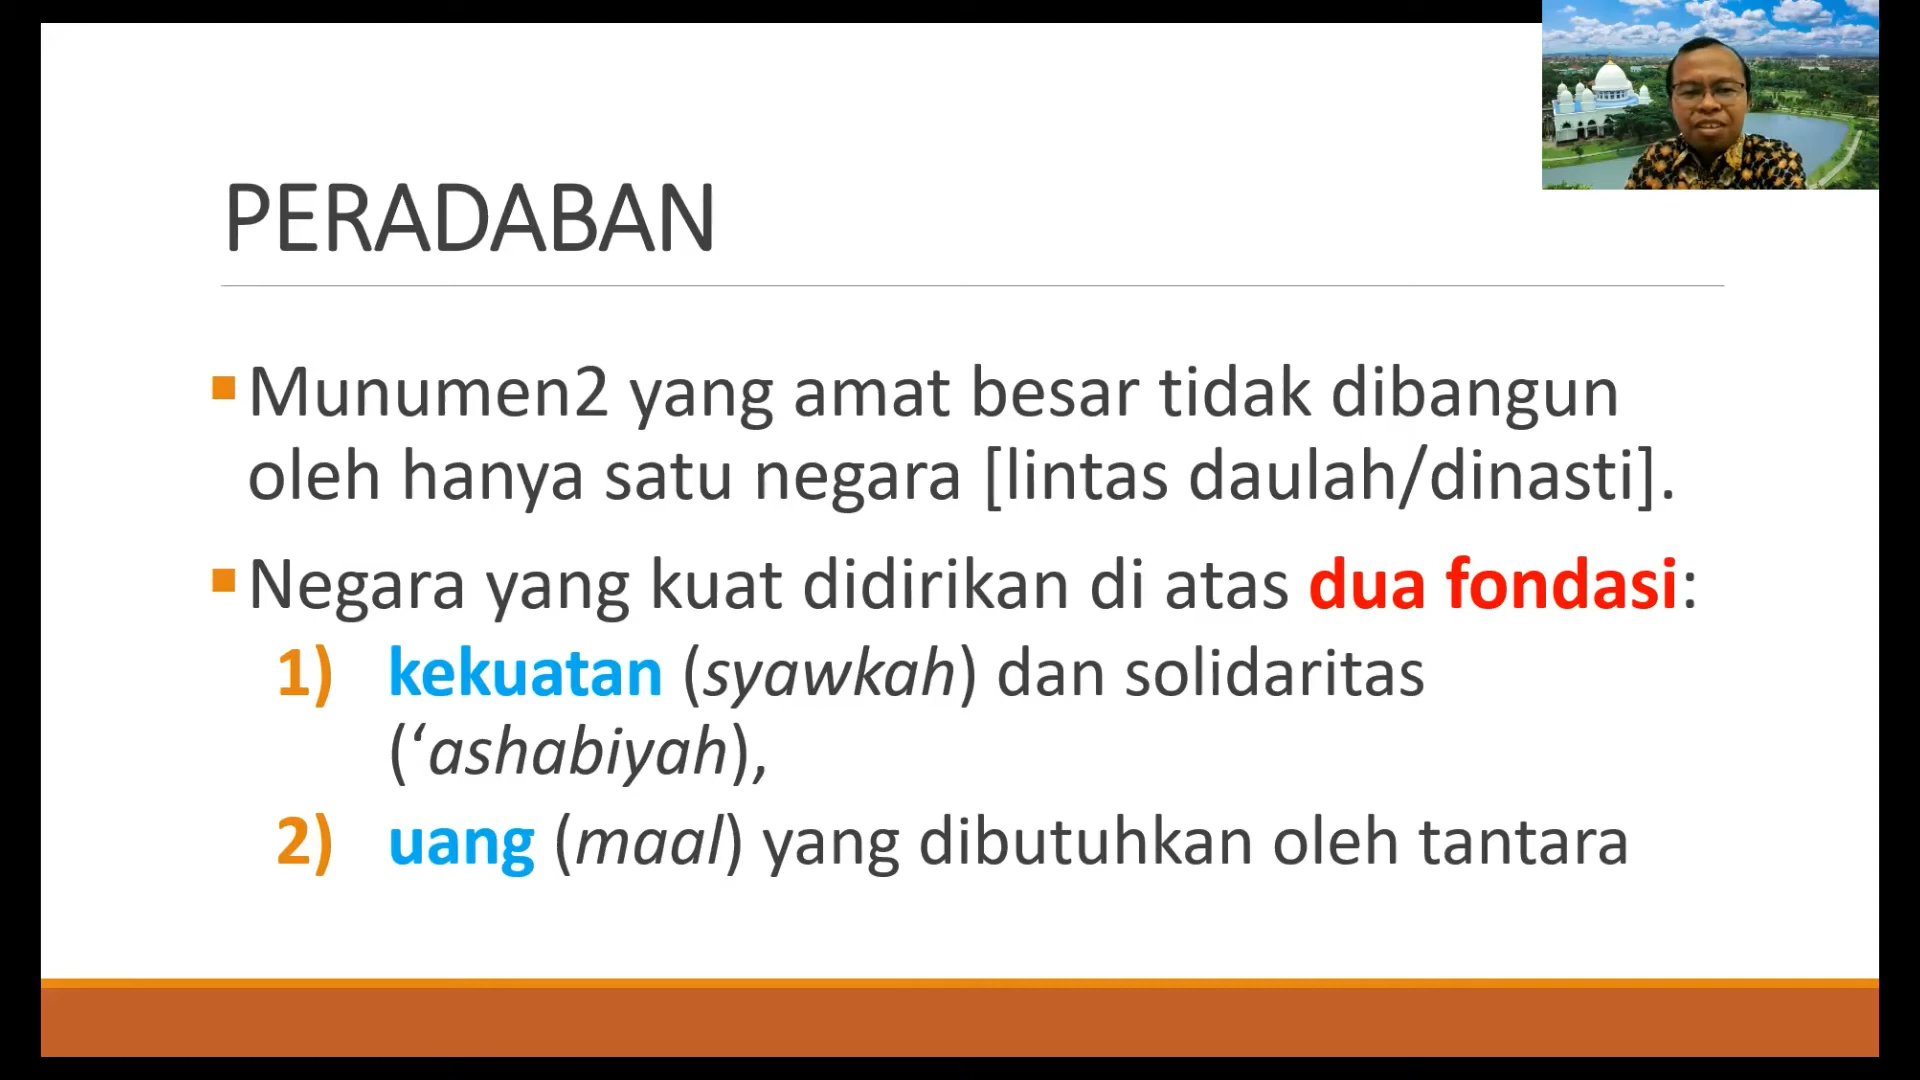 PERADABAN
Munumen2 yang amat besar tidak dibangun
oleh hanya satu negara [lintas daulah/dinasti].
Negara yang kuat didirikan di atas dua fondasi:
1) kekuatan (syawkah) dan solidaritas
(‘ashabiyah),
2) uang (maal) yang dibutuhkan oleh tantara